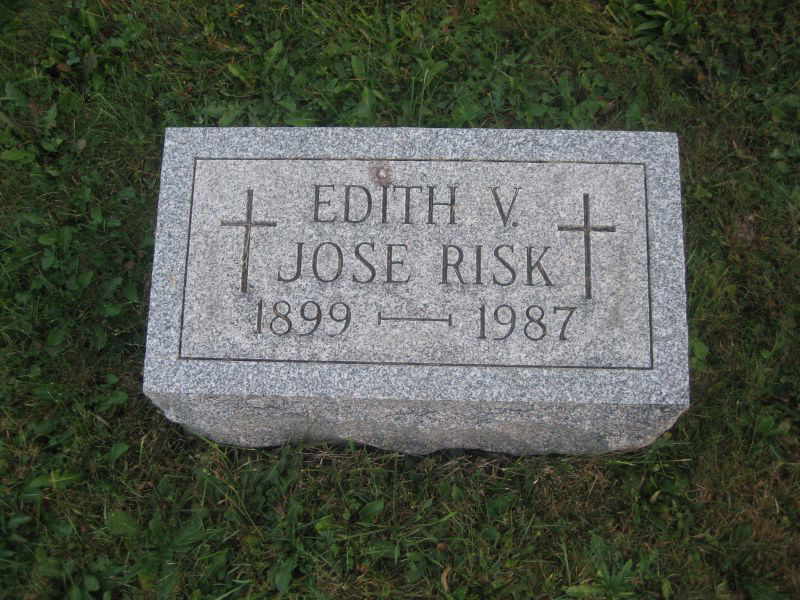 EDITH V.
JOSE RISK
1899 — 1987